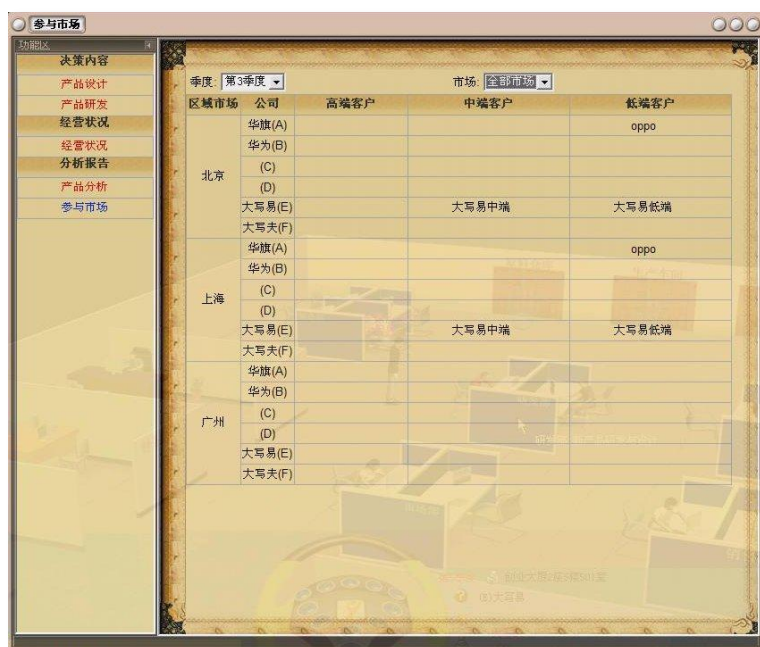 参与市场
功能区
决策内容
产品设计
产品研发
经营状况
经营状况
分析报告
产品分析
参与市场
季度: 第3季度 市场: 全部市场
区域市场 公司 高端客户 中端客户 低端客户
北京
华旗(A) oppo
华为(B)
(C)
(D)
大写易(E) 大写易中端 大写易低端
大写夫(F)
上海
华旗(A) oppo
华为(B)
(C)
(D)
大写易(E) 大写易中端 大写易低端
大写夫(F)
广州
华旗(A)
华为(B)
(C)
(D)
大写易(E)
大写夫(F)